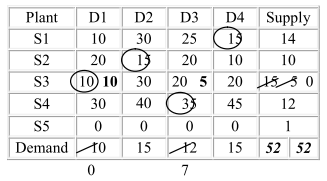 Plant D1 D2 D3 D4 Supply
S1 10 30 25 15 14
S2 20 15 20 10 10
S3 10 10 30 20 5 20 15 5 0
S4 30 40 35 45 12
S5 0 0 0 0 1
Demand 10 15 12 15 52 52
0 7